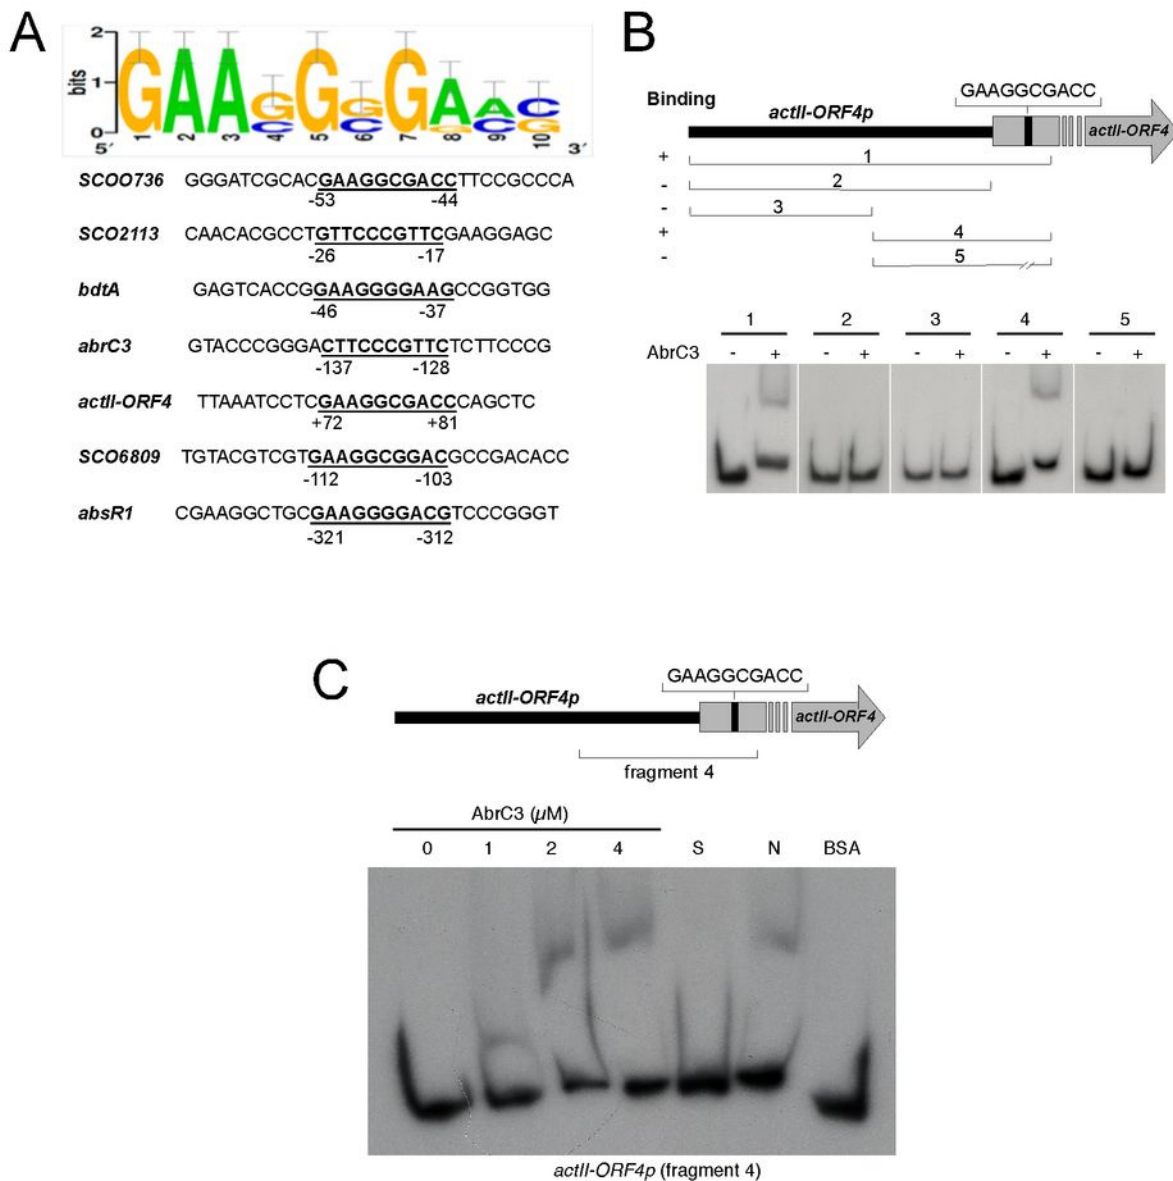 A
2
bits
1
0
GAAGGGGAAC
CCGCG
1 2 3 4 5 6 7 8 9 10
5´ 3´
SCOO736 GGGATCGCACGAAGGCGACCTTCCGCCCA
-53 -44
SCO2113 CAACACGCCTGTTCCCGTTCGAAGGAGC
-26 -17
bdtA GAGTCACCGGAAGGGGAAGCCGGTGG
-46 -37
abrC3 GTACCCGGGACTTCCCGTTCTCTTCCCG
-137 -128
actII-ORF4 TTAAATCCTCGAAGGCGACCCAGCTC
+72 +81
SCO6809 TGTACGTCGTGAAGGCGGACGCCGACACC
-112 -103
absR1 CGAAGGCTGCGAAGGGGACGTCCCGGGT
-321 -312
B
GAAGGCGACC
Binding actII-ORF4p actII-ORF4
+ 1
- 2
- 3
+ 4
- 5
1 2 3 4 5
AbrC3 - + - + - + - + - +
C
GAAGGCGACC
actII-ORF4p actII-ORF4
fragment 4
AbrC3 (µM)
0 1 2 4 S N BSA
actII-ORF4p (fragment 4)